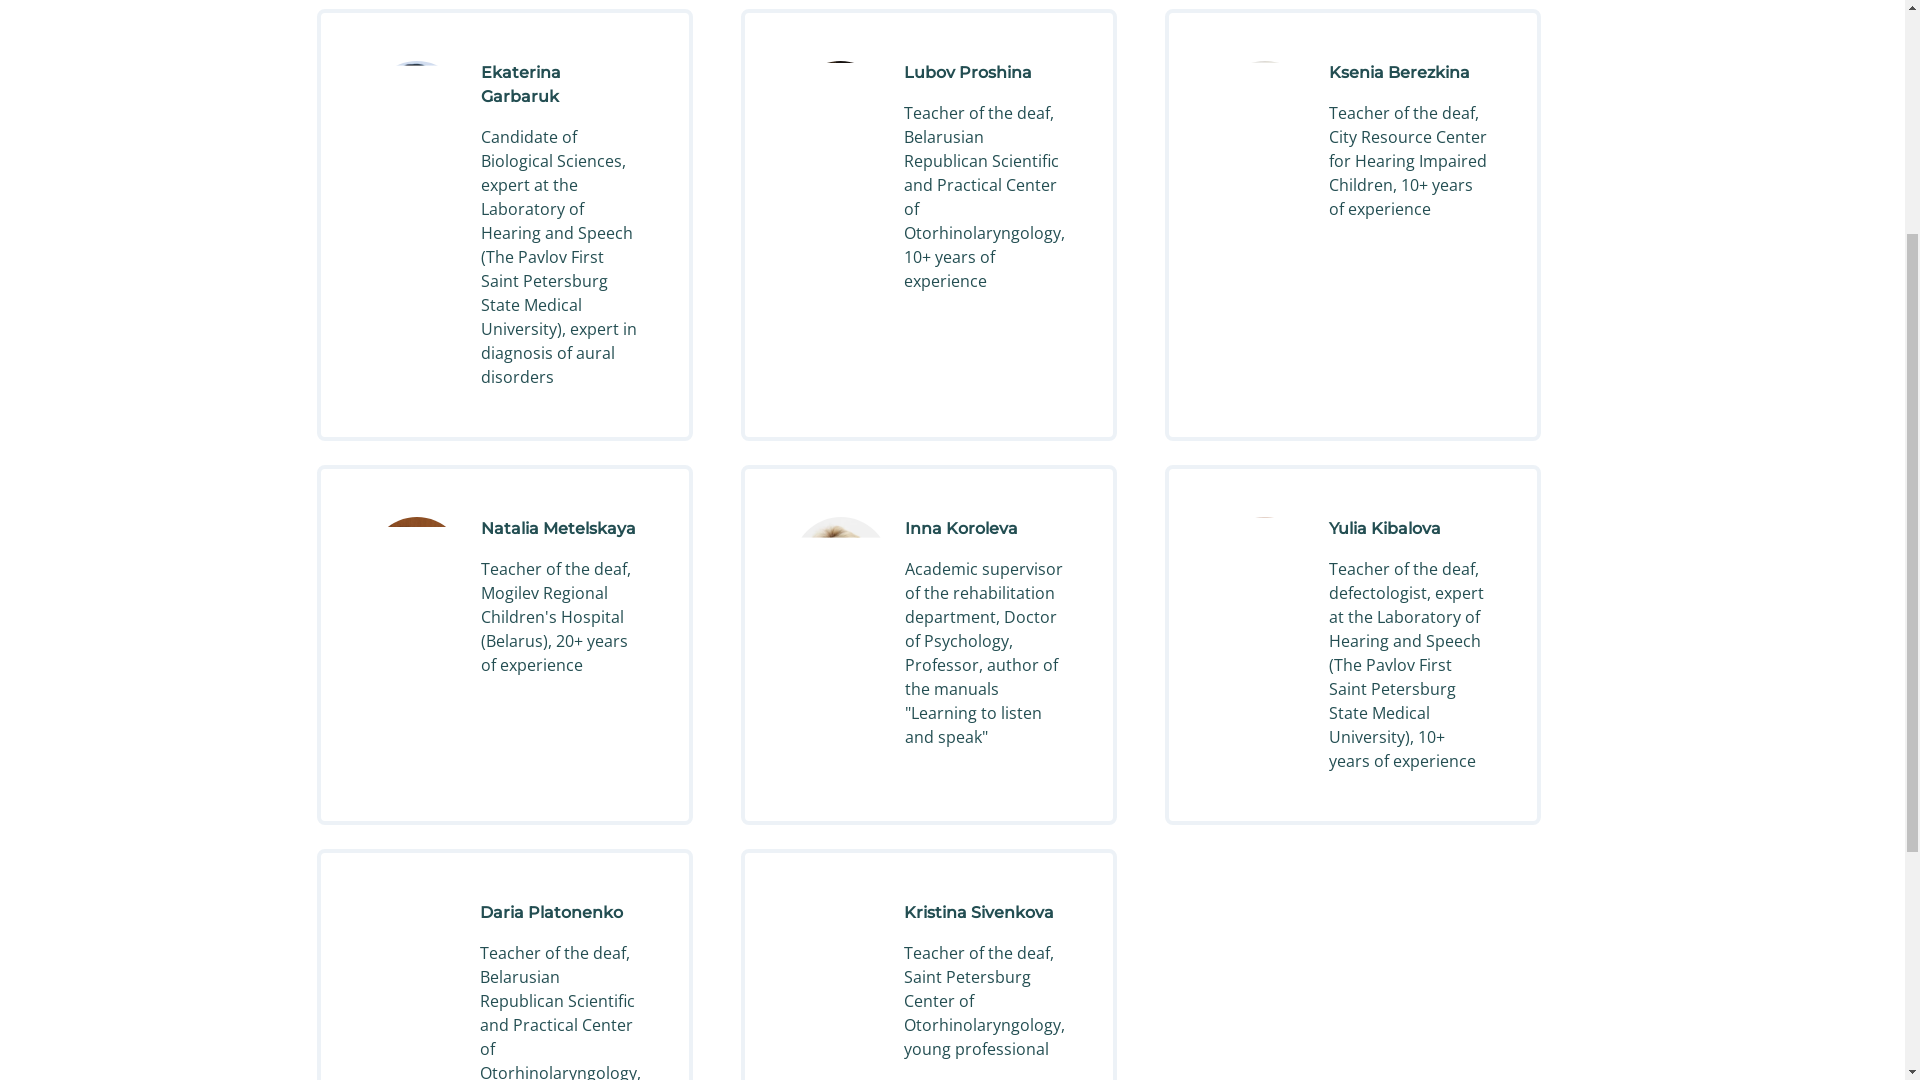 Ekaterina
Garbaruk
Candidate of
Biological Sciences,
expert at the
Laboratory of
Hearing and Speech
(The Pavlov First
Saint Petersburg
State Medical
University), expert in
diagnosis of aural
disorders
Lubov Proshina
Teacher of the deaf,
Belarusian
Republican Scientific
and Practical Center
of
Otorhinolaryngology,
10+ years of
experience
Ksenia Berezkina
Teacher of the deaf,
City Resource Center
for Hearing Impaired
Children, 10+ years
of experience
Natalia Metelskaya
Teacher of the deaf,
Mogilev Regional
Children's Hospital
(Belarus), 20+ years
of experience
Inna Koroleva
Academic supervisor
of the rehabilitation
department, Doctor
of Psychology,
Professor, author of
the manuals
"Learning to listen
and speak"
Yulia Kibalova
Teacher of the deaf,
defectologist, expert
at the Laboratory of
Hearing and Speech
(The Pavlov First
Saint Petersburg
State Medical
University), 10+
years of experience
Daria Platonenko
Teacher of the deaf,
Belarusian
Republican Scientific
and Practical Center
of
Otorhinolaryngology,
Kristina Sivenkova
Teacher of the deaf,
Saint Petersburg
Center of
Otorhinolaryngology,
young professional